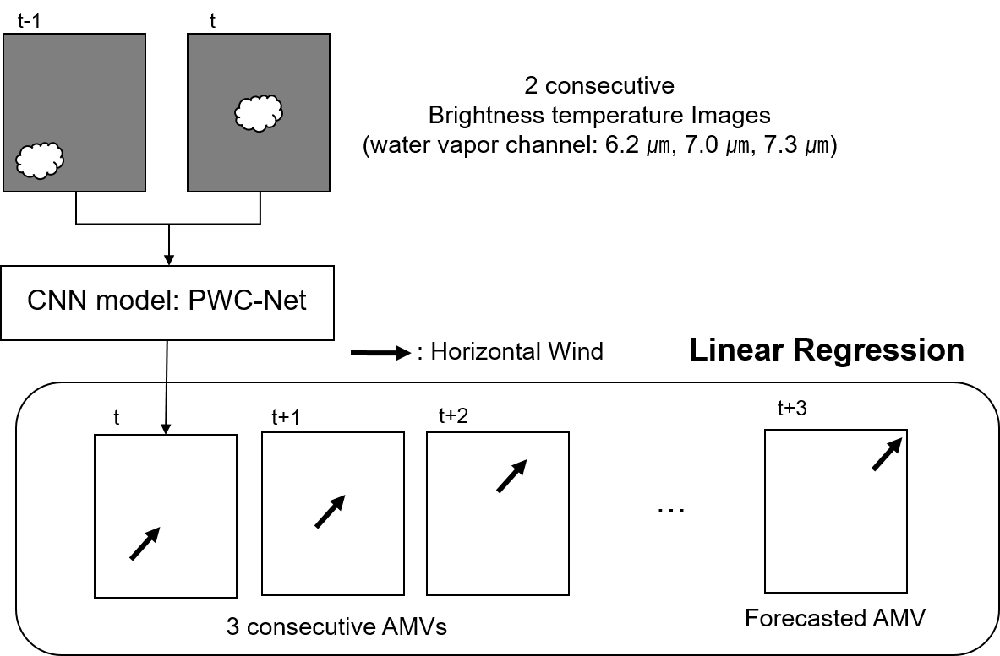 t-1
t
2 consecutive
Brightness temperature Images
(water vapor channel: 6.2 ㎛, 7.0 ㎛, 7.3 ㎛)
CNN model: PWC-Net
: Horizontal Wind
Linear Regression
t
t+1
t+2
t+3
…
3 consecutive AMVs
Forecasted AMV